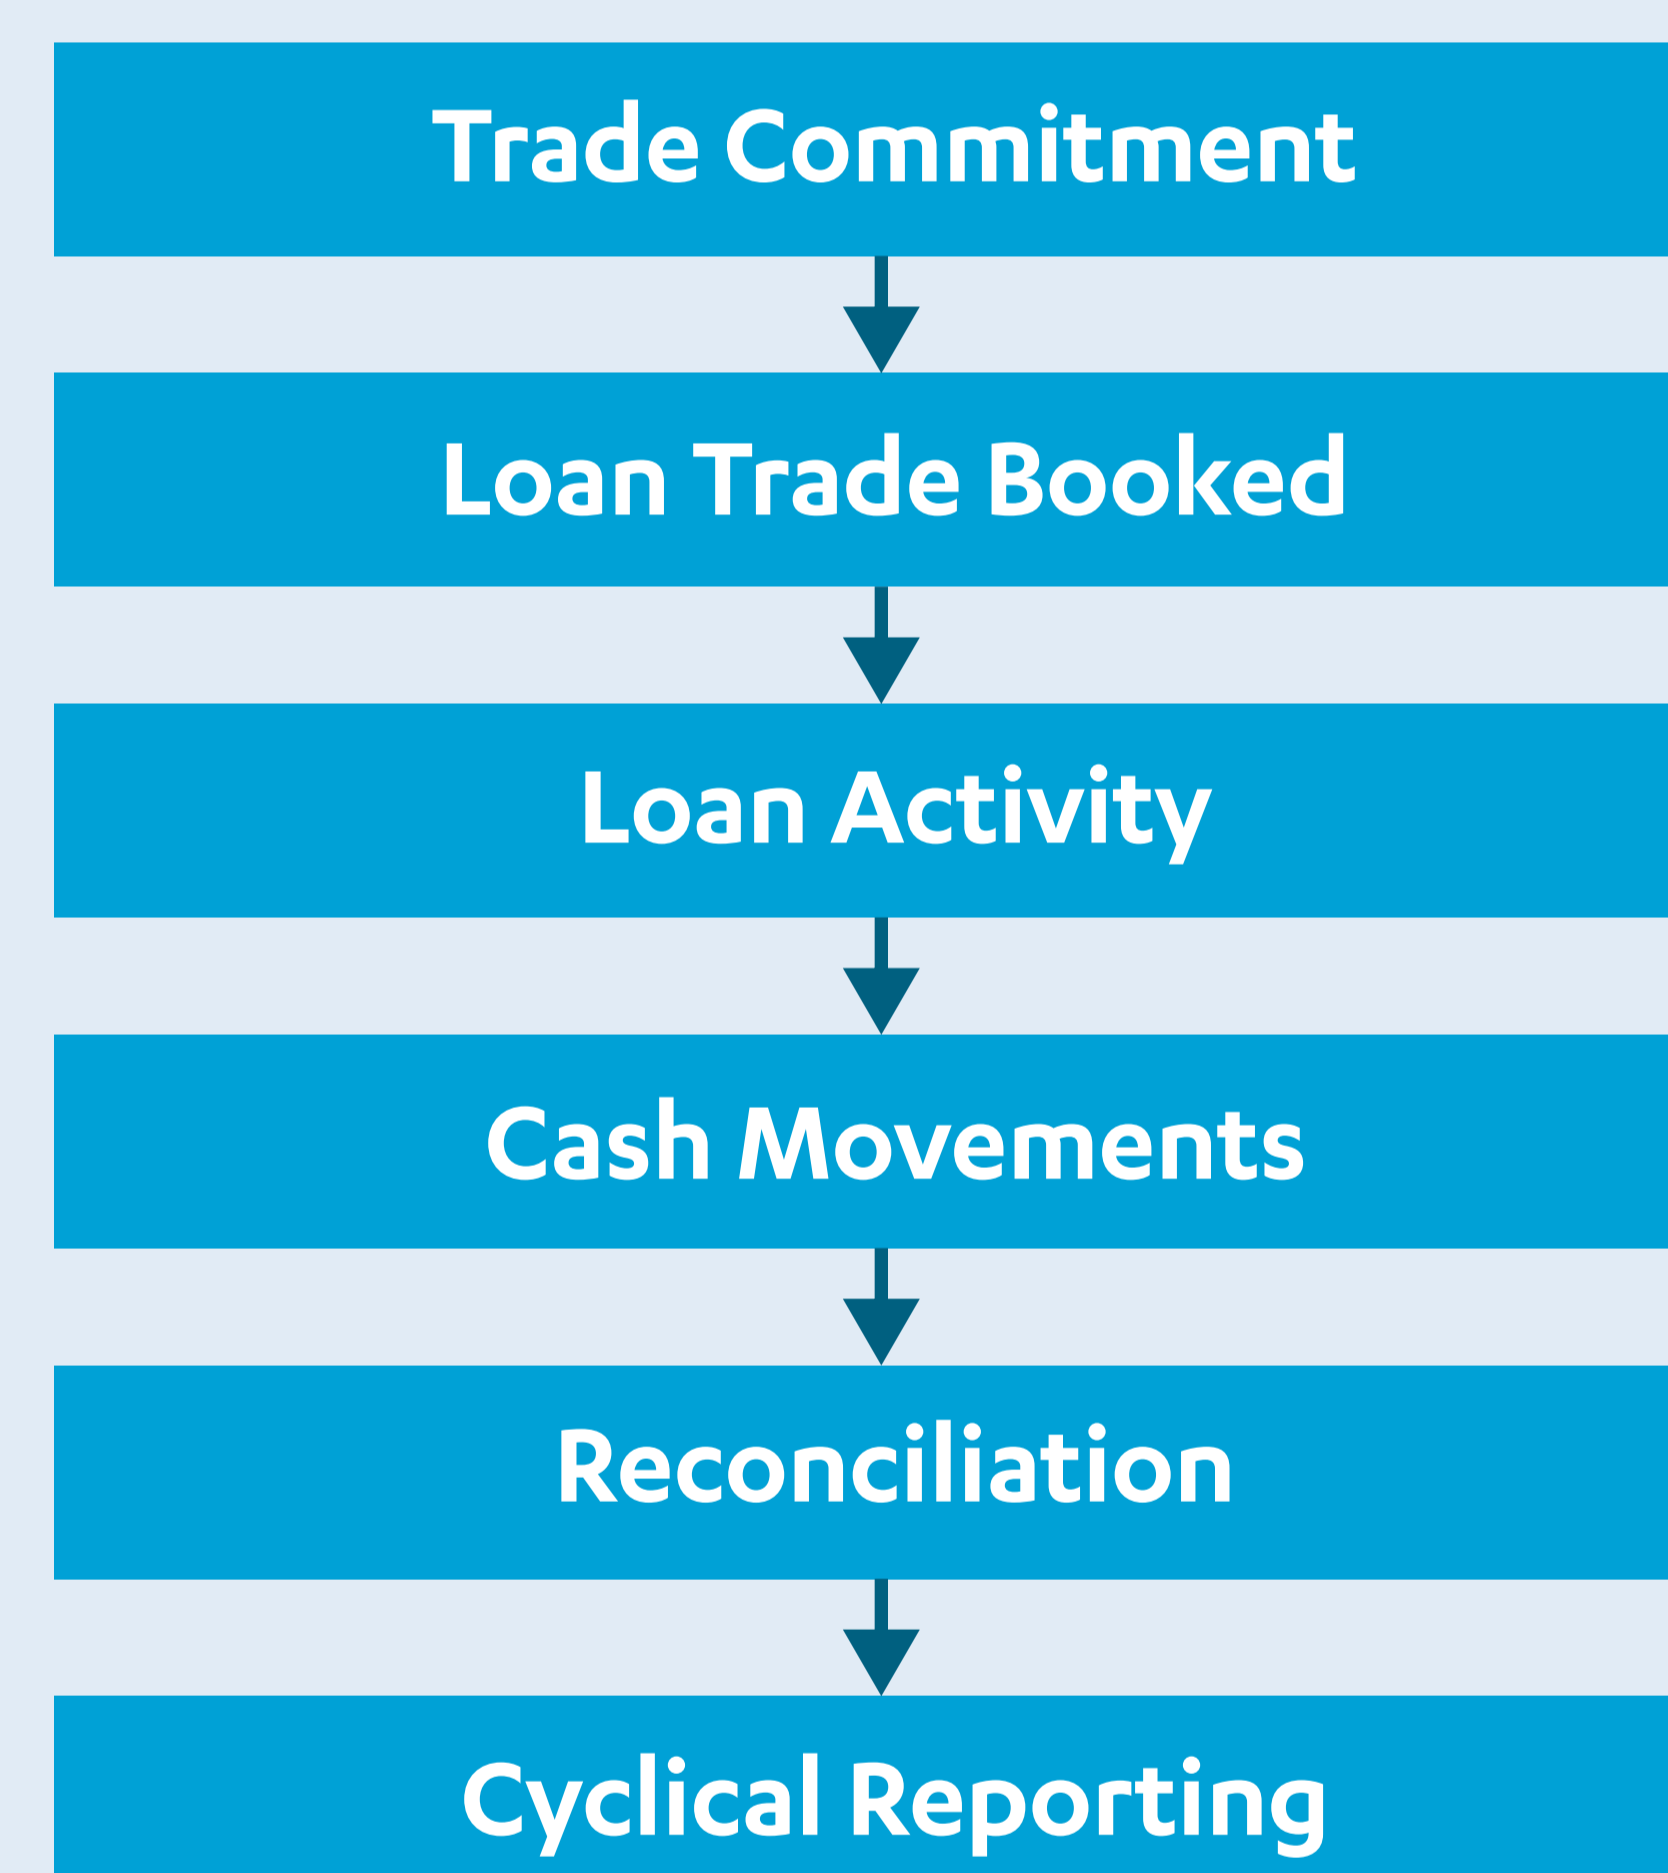 Trade Commitment
Loan Trade Booked
Loan Activity
Cash Movements
Reconciliation
Cyclical Reporting